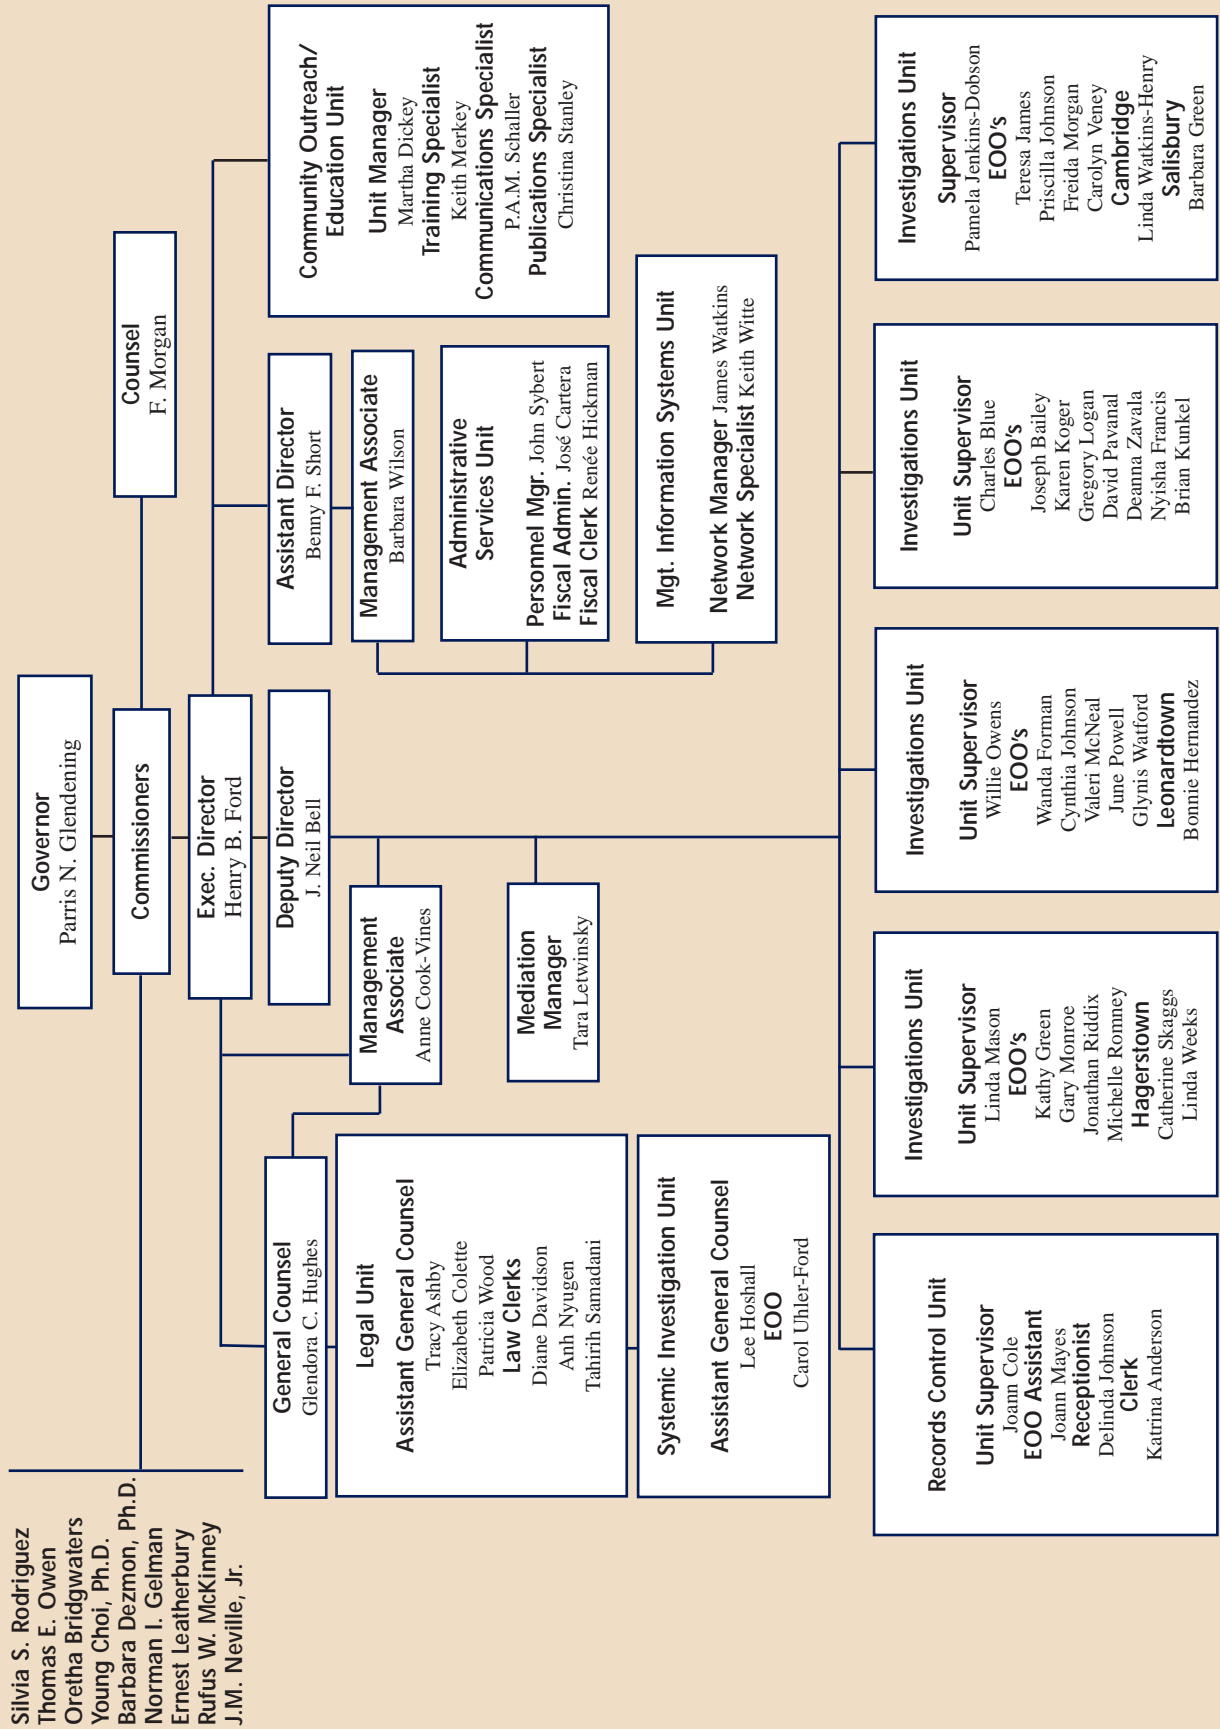 Silvia S. Rodriguez
Thomas E. Owen
Oretha Bridgwaters
Young Choi, Ph.D.
Barbara Dezmon, Ph.D.
Norman I. Gelman
Ernest Leatherbury
Rufus W. McKinney
J.M. Neville, Jr.
Governor
Parris N. Glendening
Commissioners
Counsel
F. Morgan
Exec. Director
Henry B. Ford
General Counsel
Glendora C. Hughes
Deputy Director
J. Neil Bell
Assistant Director
Benny F. Short
Community Outreach/
Education Unit
Unit Manager
Martha Dickey
Training Specialist
Keith Merkey
Communications Specialist
P.A.M. Schaller
Publications Specialist
Christina Stanley
Legal Unit
Assistant General Counsel
Tracy Ashby
Elizabeth Colette
Patricia Wood
Law Clerks
Diane Davidson
Anh Nyugen
Tahirih Samadani
Management
Associate
Anne Cook-Vines
Management Associate
Barbara Wilson
Administrative
Services Unit
Personnel Mgr. John Sybert
Fiscal Admin. José Cartera
Fiscal Clerk Renée Hickman
Mediation
Manager
Tara Letwinsky
Systemic Investigation Unit
Assistant General Counsel
Lee Hoshall
EOO
Carol Uhler-Ford
Mgt. Information Systems Unit
Network Manager James Watkins
Network Specialist Keith Witte
Records Control Unit
Unit Supervisor
Joann Cole
EOO Assistant
Joann Mayes
Receptionist
Delinda Johnson
Clerk
Katrina Anderson
Investigations Unit
Unit Supervisor
Linda Mason
EOO's
Kathy Green
Gary Monroe
Jonathan Riddix
Michelle Romney
Hagerstown
Catherine Skaggs
Linda Weeks
Investigations Unit
Unit Supervisor
Willie Owens
EOO's
Wanda Forman
Cynthia Johnson
Valeri McNeal
June Powell
Glynis Watford
Leonardtown
Bonnie Hernandez
Investigations Unit
Unit Supervisor
Charles Blue
EOO's
Joseph Bailey
Karen Koger
Gregory Logan
David Pavanal
Deanna Zavala
Nyisha Francis
Brian Kunkel
Investigations Unit
Supervisor
Pamela Jenkins-Dobson
EOO's
Teresa James
Priscilla Johnson
Freida Morgan
Carolyn Veney
Cambridge
Linda Watkins-Henry
Salisbury
Barbara Green